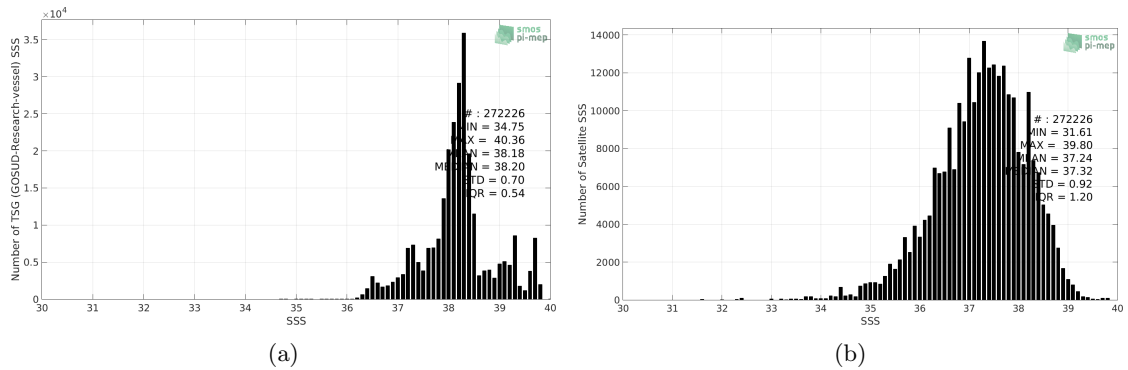 ×10⁴
3.5
3
2.5
2
1.5
1
0.5
0
Number of TSG (GOSUD-Research-vessel) SSS
30 31 32 33 34 35 36 37 38 39 40
SSS
smos
pi-mep
# : 272226
MIN = 34.75
MAX = 40.36
MEAN = 38.18
MEDIAN = 38.20
STD = 0.70
IQR = 0.54
(a)
14000
12000
10000
8000
6000
4000
2000
0
Number of Satellite SSS
30 31 32 33 34 35 36 37 38 39 40
SSS
smos
pi-mep
# : 272226
MIN = 31.61
MAX = 39.80
MEAN = 37.24
MEDIAN = 37.32
STD = 0.92
IQR = 1.20
(b)